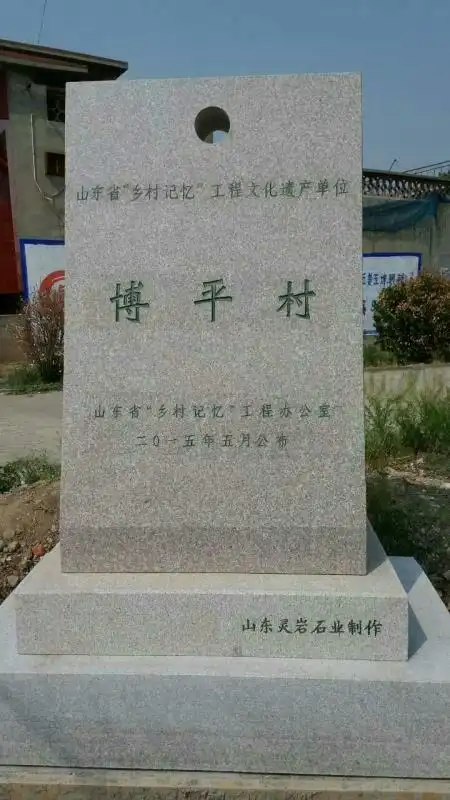 山东省“乡村记忆”工程文化遗产单位
博平村
山东省“乡村记忆”工程办公室
二〇一五年五月公布
山东灵岩石业制作